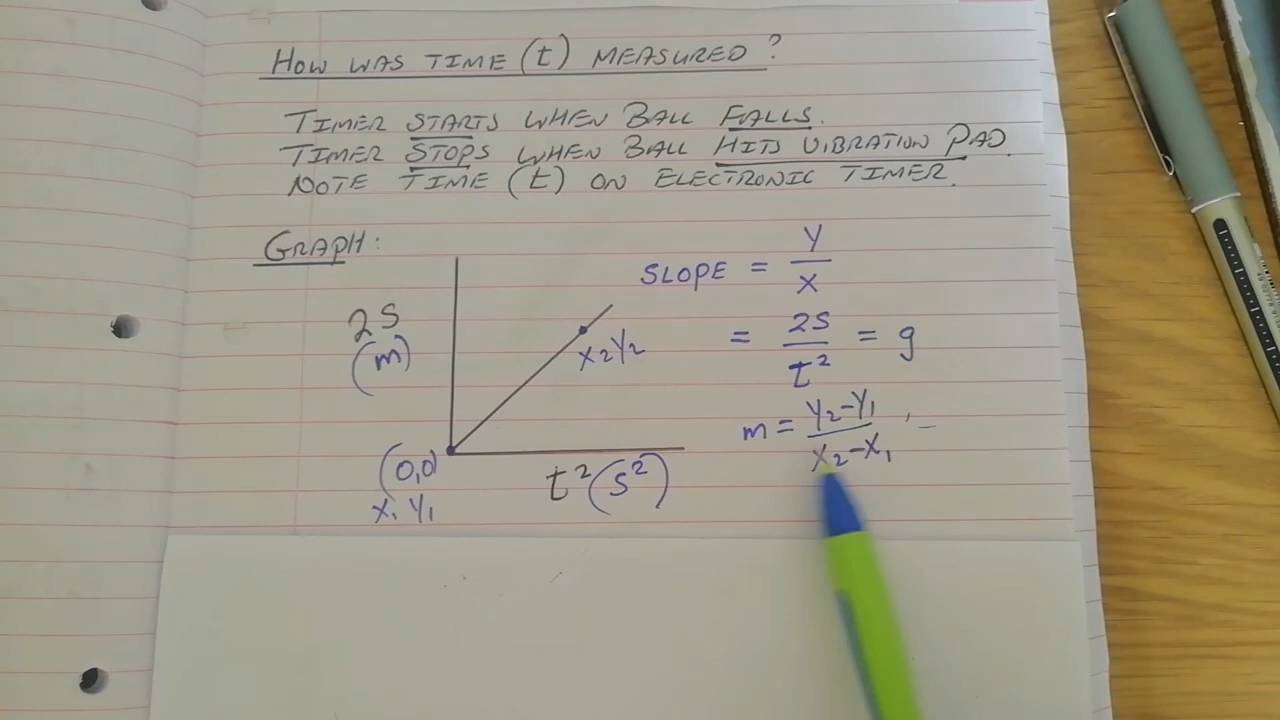 HOW WAS TIME (t) MEASURED?
TIMER STARTS WHEN BALL FALLS.
TIMER STOPS WHEN BALL HITS VIBRATION PAD.
NOTE TIME (t) ON ELECTRONIC TIMER.
GRAPH:
2S
(m)
X2Y2
(0,0)
X1 Y1
t² (S²)
SLOPE = Y/X
= 2S/t² = g
m = Y2-Y1/X2-X1 =